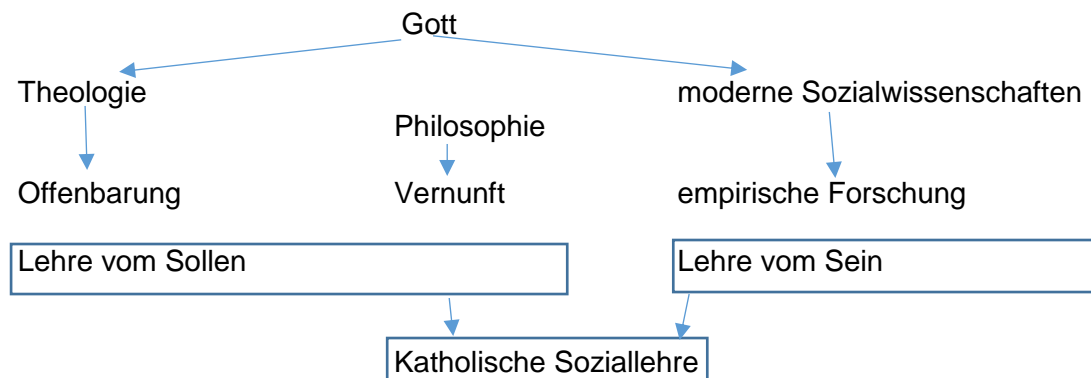 Gott
Theologie
moderne Sozialwissenschaften
Philosophie
Offenbarung
Vernunft
empirische Forschung
Lehre vom Sollen
Lehre vom Sein
Katholische Soziallehre